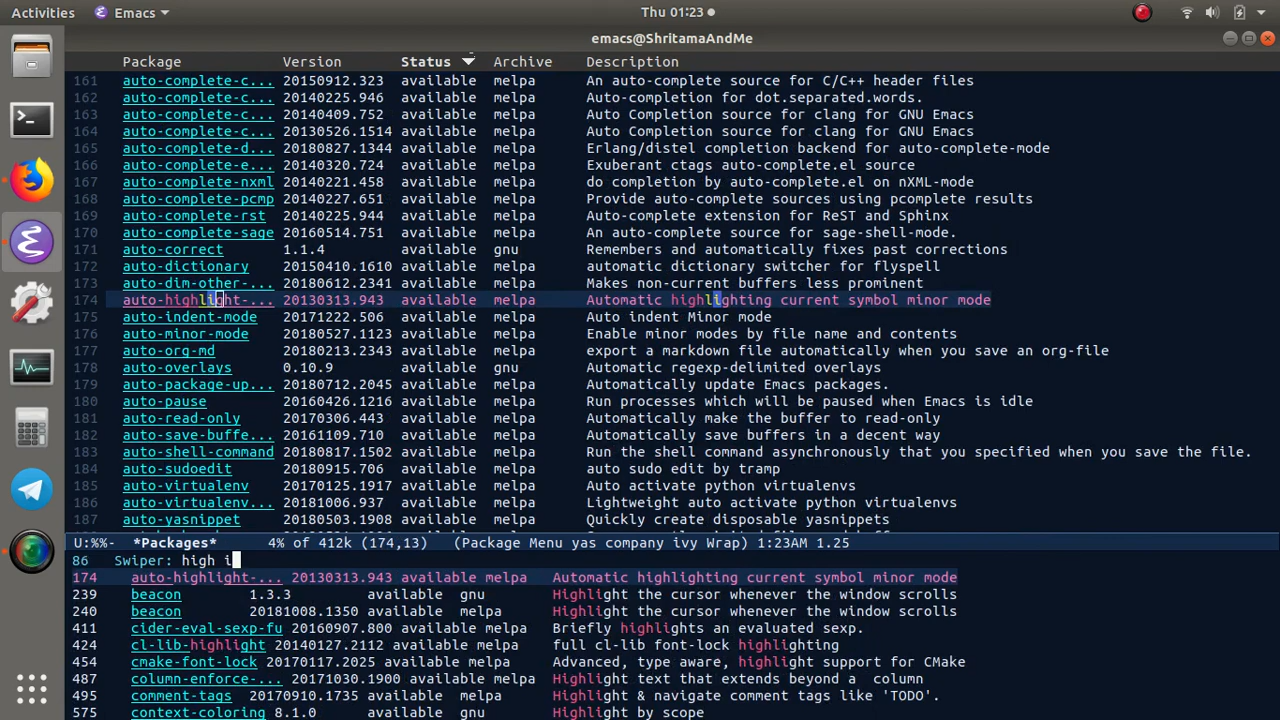 Activities Emacs Thu 01:23
emacs@ShritamaAndMe
Package Version Status Archive Description
161 auto-complete-c... 20150912.323 available melpa An auto-complete source for C/C++ header files
162 auto-complete-c... 20140225.946 available melpa Auto-completion for dot.separated.words.
163 auto-complete-c... 20140409.752 available melpa Auto Completion source for clang for GNU Emacs
164 auto-complete-c... 20130526.1514 available melpa Auto Completion source for clang for GNU Emacs
165 auto-complete-d... 20180827.1344 available melpa Erlang/distel completion backend for auto-complete-mode
166 auto-complete-e... 20140320.724 available melpa Exuberant ctags auto-complete.el source
167 auto-complete-nxml 20140221.458 available melpa do completion by auto-complete.el on nXML-mode
168 auto-complete-pcmp 20140227.651 available melpa Provide auto-complete sources using pcomplete results
169 auto-complete-rst 20140225.944 available melpa Auto-complete extension for ReST and Sphinx
170 auto-complete-sage 20160514.751 available melpa An auto-complete source for sage-shell-mode.
171 auto-correct 1.1.4 available gnu Remembers and automatically fixes past corrections
172 auto-dictionary 20150410.1610 available melpa automatic dictionary switcher for flyspell
173 auto-dim-other-... 20180612.2341 available melpa Makes non-current buffers less prominent
174 auto-highlight-... 20130313.943 available melpa Automatic highlighting current symbol minor mode
175 auto-indent-mode 20171222.506 available melpa Auto indent Minor mode
176 auto-minor-mode 20180527.1123 available melpa Enable minor modes by file name and contents
177 auto-org-md 20180213.2343 available melpa export a markdown file automatically when you save an org-file
178 auto-overlays 0.10.9 available gnu Automatic regexp-delimited overlays
179 auto-package-up... 20180712.2045 available melpa Automatically update Emacs packages.
180 auto-pause 20160426.1216 available melpa Run processes which will be paused when Emacs is idle
181 auto-read-only 20170306.443 available melpa Automatically make the buffer to read-only
182 auto-save-buffe... 20161109.710 available melpa Automatically save buffers in a decent way
183 auto-shell-command 20180817.1502 available melpa Run the shell command asynchronously that you specified when you save the file.
184 auto-sudoedit 20180915.706 available melpa auto sudo edit by tramp
185 auto-virtualenv 20170125.1917 available melpa Auto activate python virtualenvs
186 auto-virtualenv... 20181006.937 available melpa Lightweight auto activate python virtualenvs
187 auto-yasnippet 20180503.1908 available melpa Quickly create disposable yasnippets
U:%%- *Packages* 4% of 412k (174,13) (Package Menu yas company ivy Wrap) 1:23AM 1.25
86 Swiper: high i
174 auto-highlight-... 20130313.943 available melpa Automatic highlighting current symbol minor mode
239 beacon 1.3.3 available gnu Highlight the cursor whenever the window scrolls
240 beacon 20181008.1350 available melpa Highlight the cursor whenever the window scrolls
411 cider-eval-sexp-fu 20160907.800 available melpa Briefly highlights an evaluated sexp.
424 cl-lib-highlight 20140127.2112 available melpa full cl-lib font-lock highlighting
454 cmake-font-lock 20170117.2025 available melpa Advanced, type aware, highlight support for CMake
487 column-enforce-... 20171030.1900 available melpa Highlight text that extends beyond a column
495 comment-tags 20170910.1735 available melpa Highlight & navigate comment tags like 'TODO'.
575 context-coloring 8.1.0 available gnu Highlight by scope